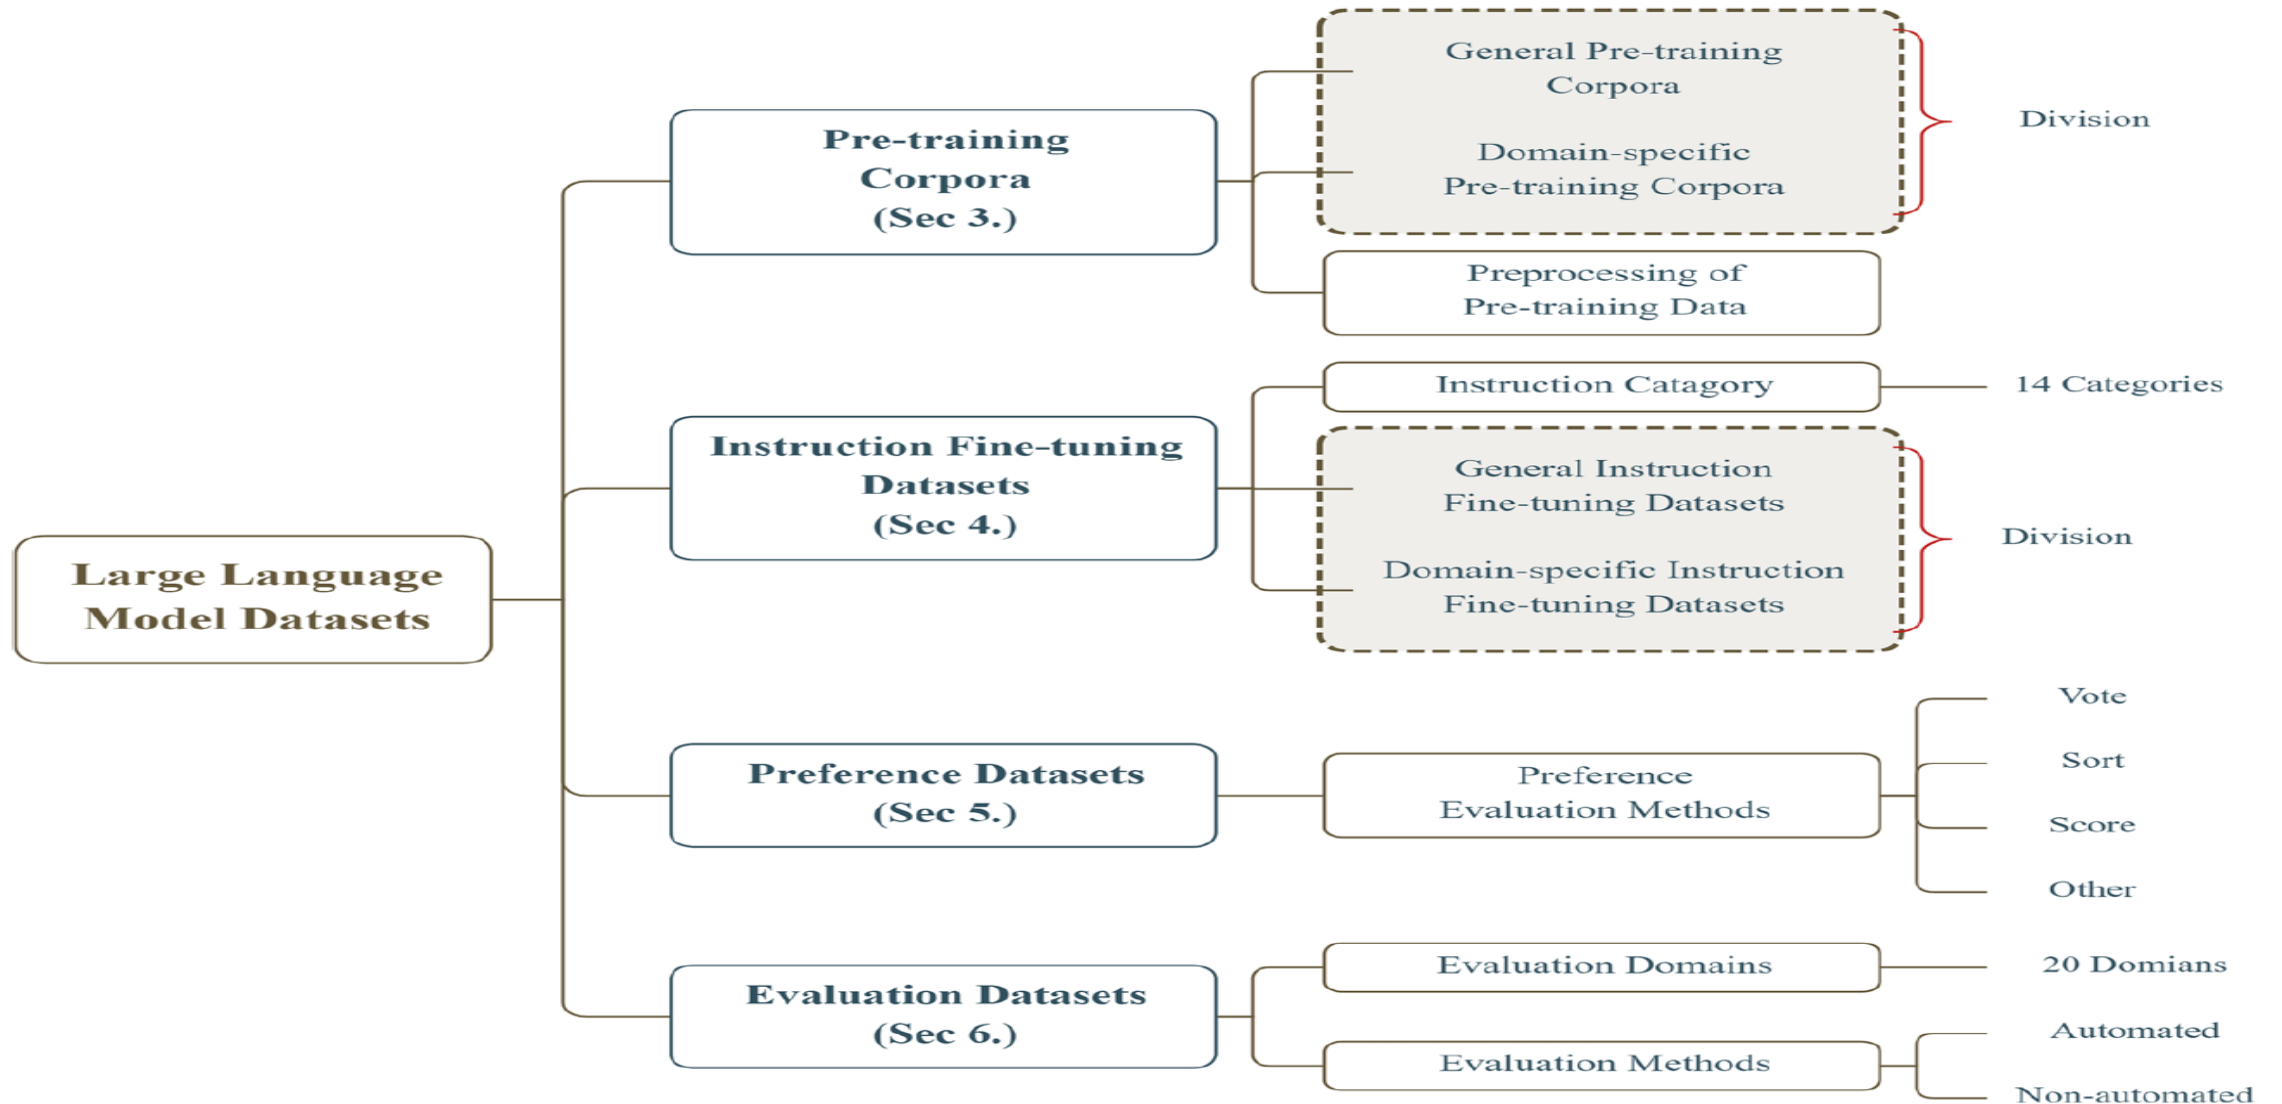 Large Language
Model Datasets
Pre-training
Corpora
(Sec 3.)
General Pre-training
Corpora
Domain-specific
Pre-training Corpora
Division
Preprocessing of
Pre-training Data
Instruction Fine-tuning
Datasets
(Sec 4.)
Instruction Catagory
14 Categories
General Instruction
Fine-tuning Datasets
Domain-specific Instruction
Fine-tuning Datasets
Division
Preference Datasets
(Sec 5.)
Preference
Evaluation Methods
Vote
Sort
Score
Other
Evaluation Datasets
(Sec 6.)
Evaluation Domains
20 Domians
Evaluation Methods
Automated
Non-automated